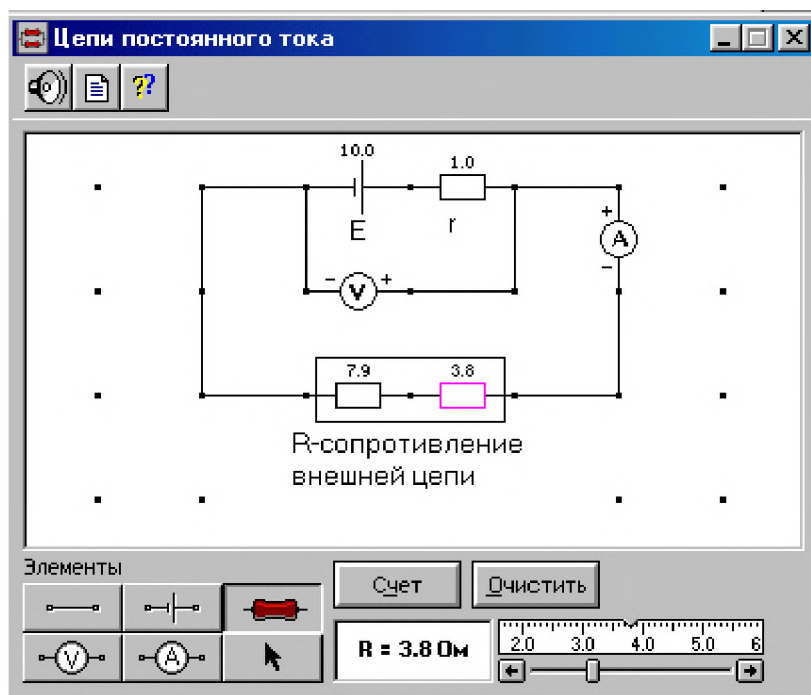 Цепи постоянного тока
??
10.0
1.0
E
r
+
A
-
- V +
7.9 3.8
R-сопротивление
внешней цепи
Элементы
Счет Очистить
V A
R = 3.8 Ом
2.0 3.0 4.0 5.0 6